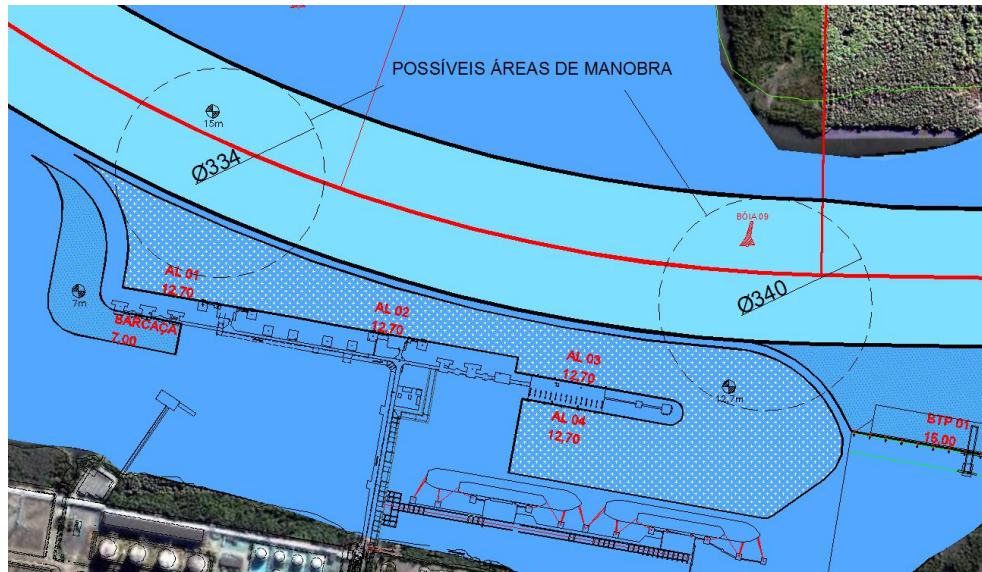 POSSÍVEIS ÁREAS DE MANOBRA
15m
Ø334
BÓIA 09
Ø340
AL 01
12,70
7m
BARCAÇA
7,00
AL 02
12,70
AL 03
12,70
12,7m
AL 04
12,70
BTP 01
15,00